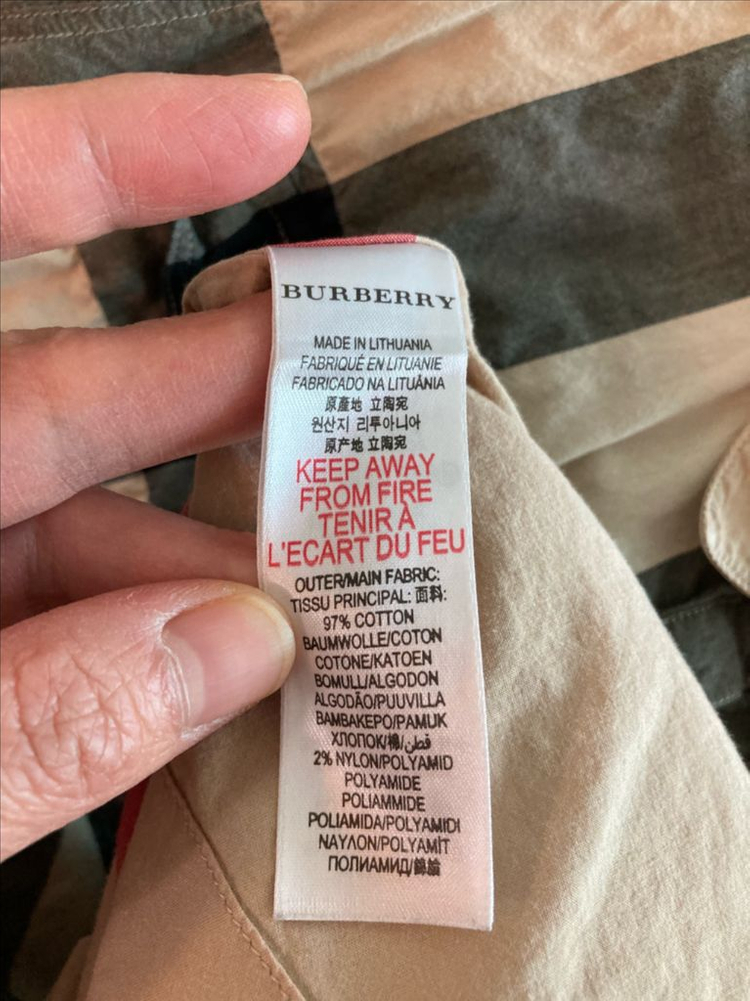 BURBERRY
MADE IN LITHUANIA
FABRIQUÉ EN LITUANIE
FABRICADO NA LITUÂNIA
原產地 立陶宛
원산지 리투아니아
原产地 立陶宛
KEEP AWAY
FROM FIRE
TENIR À
L'ECART DU FEU
OUTER/MAIN FABRIC:
TISSU PRINCIPAL: 面料:
97% COTTON
BAUMWOLLE/COTON
COTONE/KATOEN
BOMULL/ALGODON
ALGODÃO/PUUVILLA
BAMBAKEPO/PAMUK
ХЛОПОК/棉/قطن
2% NYLON/POLYAMID
POLYAMIDE
POLIAMMIDE
POLIAMIDA/POLYAMIDI
ΝΑΥΛΟΝ/POLYAMİT
ПОЛИАМИД/錦綸